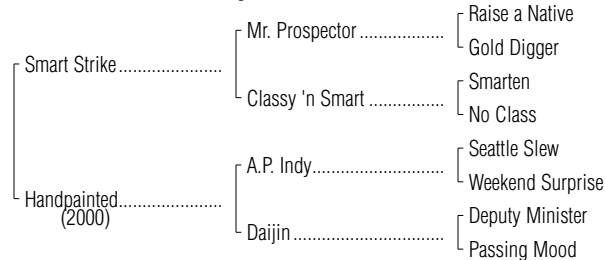 Raise a Native
Mr. Prospector ..................
Gold Digger
Smart Strike ......................
Smarten
Classy 'n Smart ................
No Class
Seattle Slew
A.P. Indy............................
Weekend Surprise
Handpainted......................
(2000)
Deputy Minister
Daijin ................................
Passing Mood